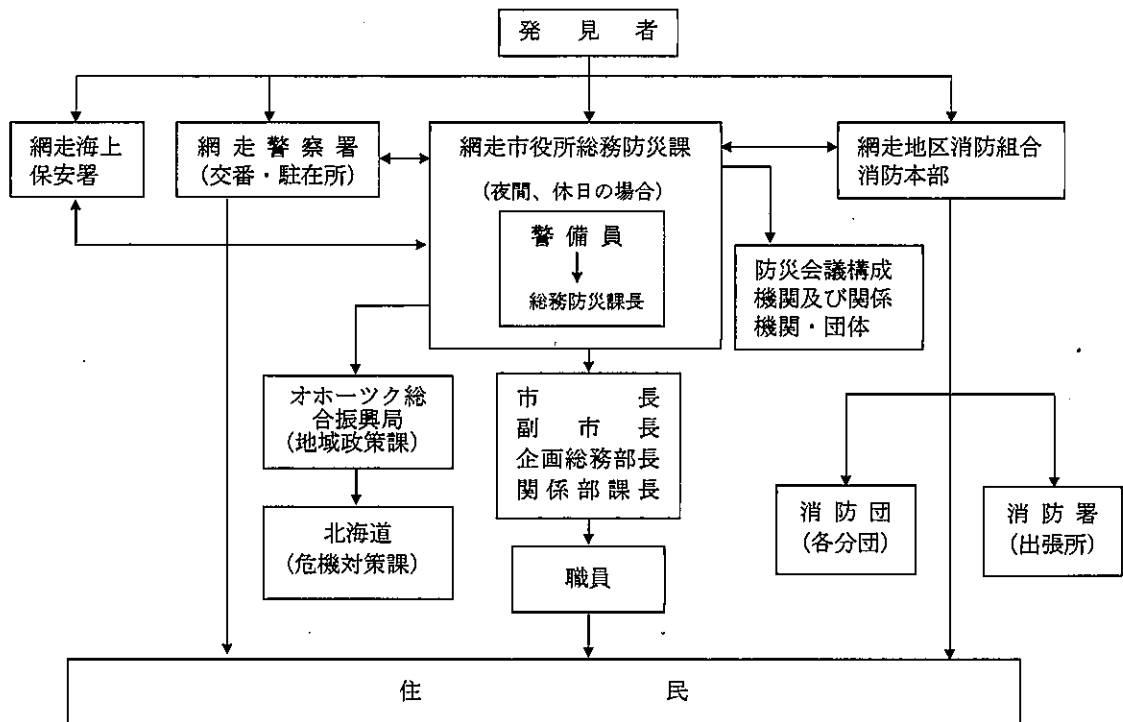 発見者
網走海上
保安署
網走警察署
(交番・駐在所)
網走市役所総務防災課
(夜間、休日の場合)
警備員
総務防災課長
網走地区消防組合
消防本部
防災会議構成
機関及び関係
機関・団体
オホーツク総
合振興局
(地域政策課)
北海道
(危機対策課)
市長
副市長
企画総務部長
関係部課長
職員
消防団
(各分団)
消防署
(出張所)
住民